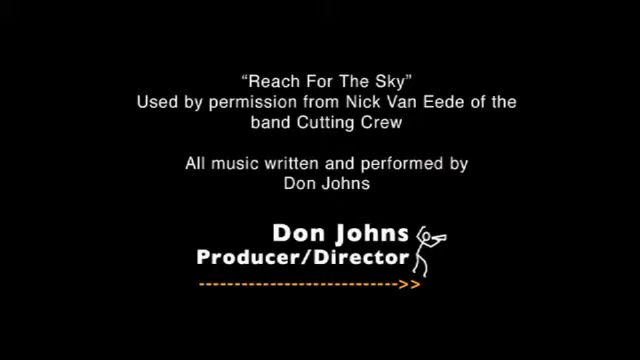 “Reach For The Sky”
Used by permission from Nick Van Eede of the
band Cutting Crew
All music written and performed by
Don Johns
Don Johns
Producer/Director
---------------------------->>